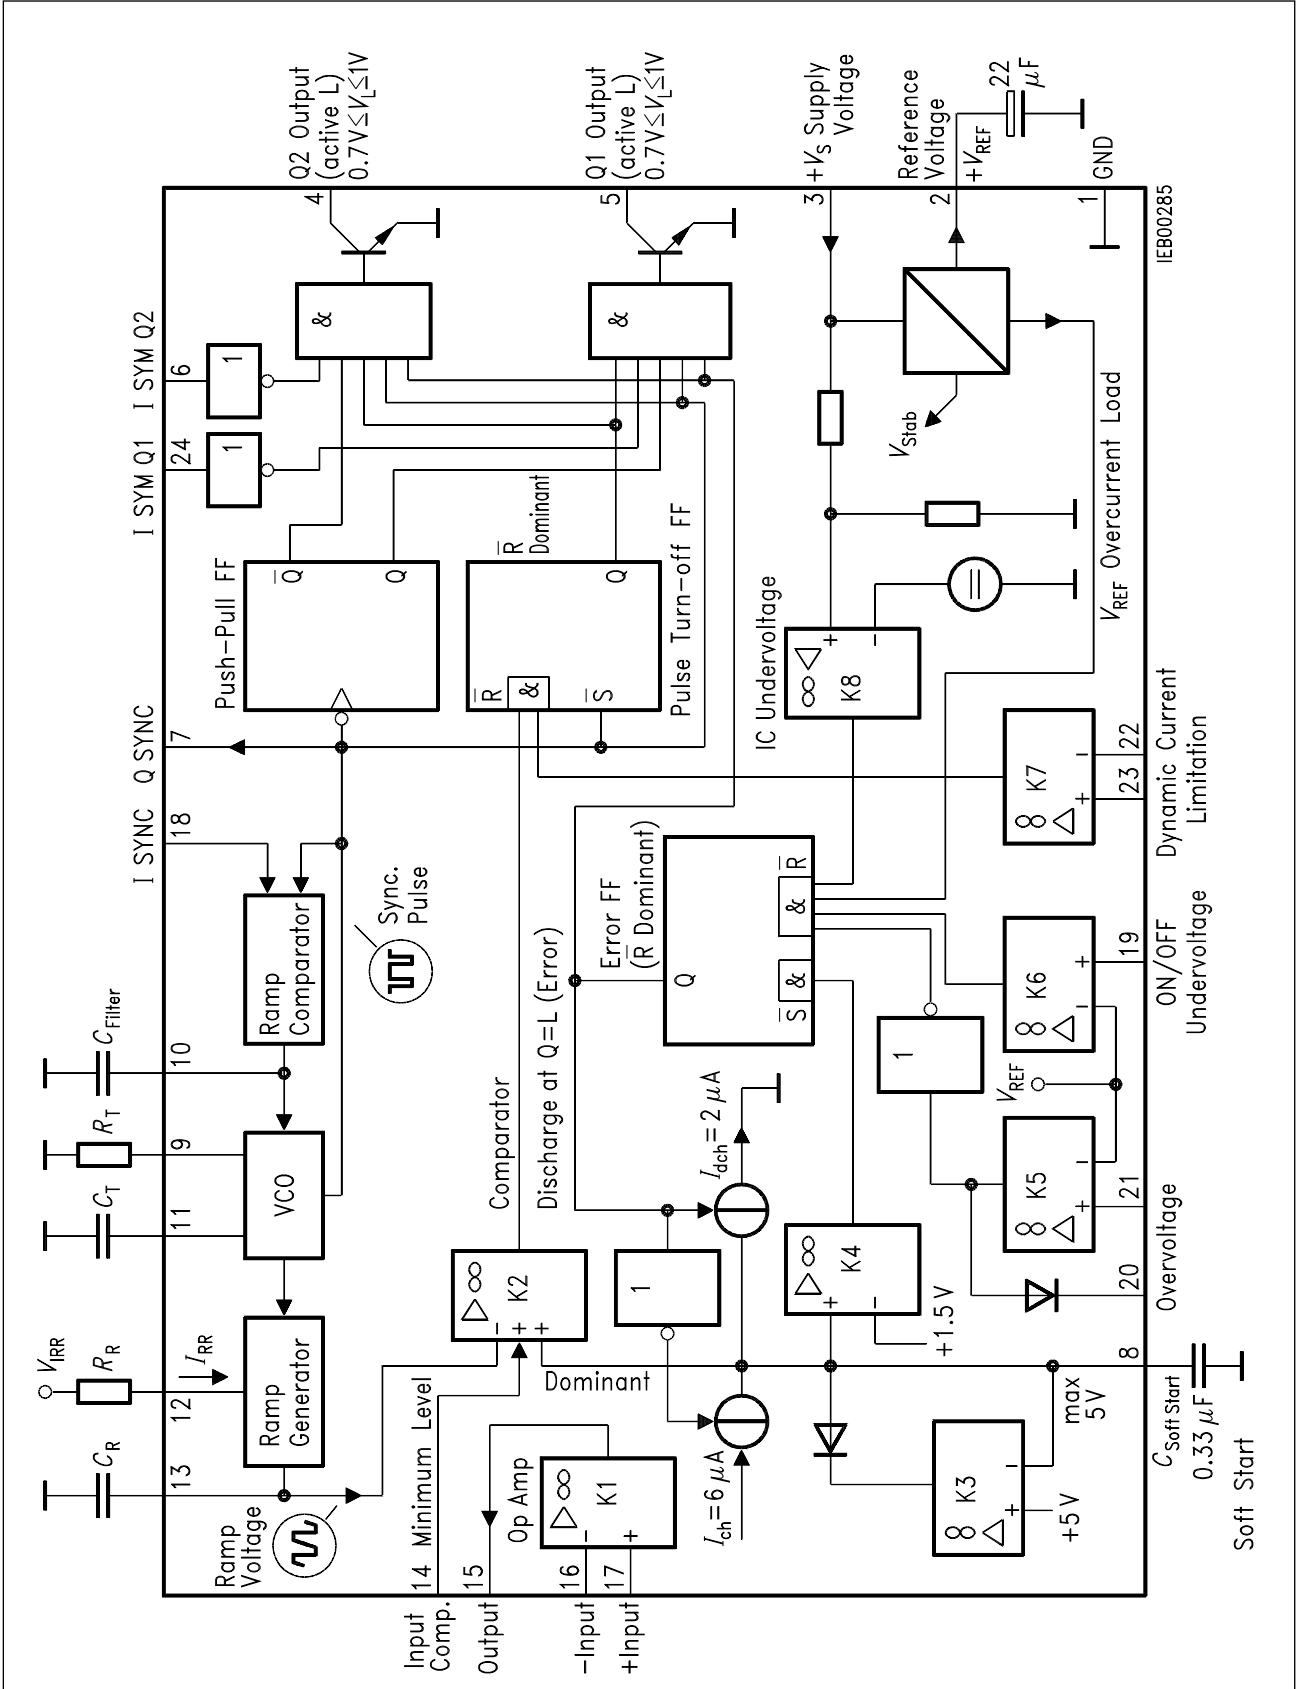 V_IRR
R_R
I_RR
12
C_R
13
Ramp
Generator
Ramp
Voltage
C_T
11
R_T
9
VCO
C_Filter
10
Ramp
Comparator
Sync.
Pulse
I SYNC
18
Q SYNC
7
Push-Pull FF
Q̅
Q
I SYM Q1
24
1
I SYM Q2
6
1
&
4
Q2 Output
(active L)
0.7V≤V_L≤1V
&
5
Q1 Output
(active L)
0.7V≤V_L≤1V
R̅
&
S̅
R̅
Dominant
Q
Pulse Turn-off FF
Input
Comp.
14
Minimum Level
Output
15
-Input
16
+Input
17
Op Amp
▷∞
K1
-
+
▷∞
K2
-
+
+
Dominant
Comparator
Discharge at Q=L (Error)
1
I_ch=6 μA
I_dch=2 μA
Error FF
(R̅ Dominant)
Q
S̅
&
&
R̅
▷∞
K4
+
-
+1.5 V
∞
K3
+
-
+5V
max
5V
8
C_Soft Start
0.33 μF
Soft Start
20
Overvoltage
21
∞
K5
+
-
1
V_REF
∞
K6
-
+
19
ON/OFF
Undervoltage
∞
K7
+
-
23
22
Dynamic Current
Limitation
IC Undervoltage
∞
K8
+
-
V_REF Overcurrent Load
V_Stab
3
+V_S Supply
Voltage
2
Reference
Voltage
+V_REF
22
μF
1
GND
IEB00285